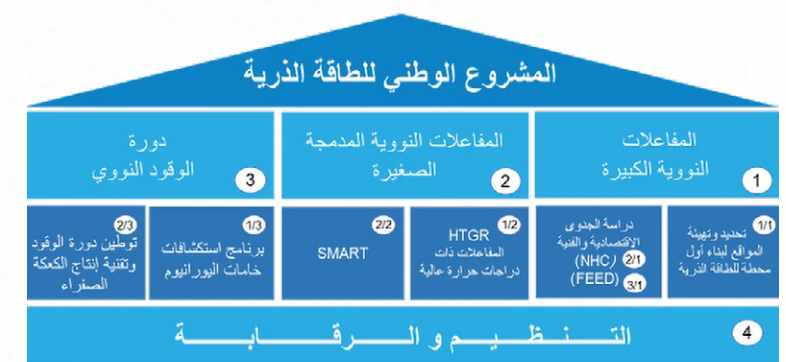 المشروع الوطني للطاقة الذرية
المفاعلات
النووية الكبيرة
1
المفاعلات النووية المدمجة
الصغيرة
2
دورة
الوقود النووي
3
1/1
تحديد وتهيئة
المواقع لبناء أول
محطة للطاقة الذرية
دراسة الجدوى
الاقتصادية والفنية
(NHC) 2/1
(FEED) 3/1
1/2
HTGR
المفاعلات ذات
دراجات حرارة عالية
2/2
SMART
1/3
برنامج استكشافات
خامات اليورانيوم
2/3
توطين دورة الوقود
وتقنية إنتاج الكعكة
الصفراء
التـــنـــظـــيـــم و الـــرقـــابـــــة
4